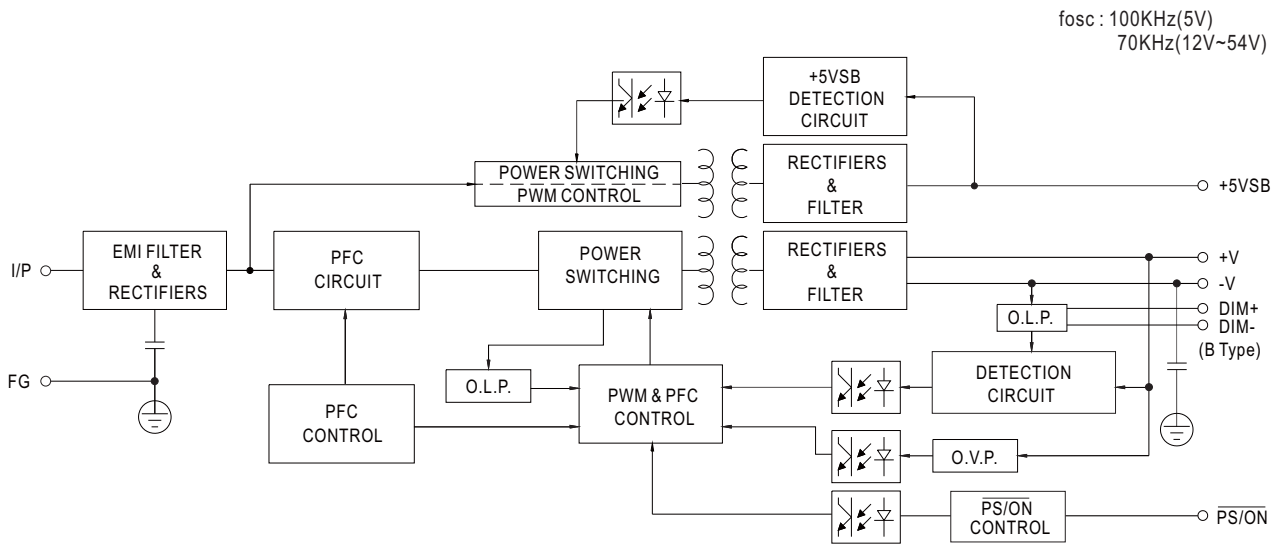 fosc : 100KHz(5V)
70KHz(12V~54V)
+5VSB
DETECTION
CIRCUIT
POWER SWITCHING
PWM CONTROL
RECTIFIERS
&
FILTER
+5VSB
I/P
EMI FILTER
&
RECTIFIERS
PFC
CIRCUIT
POWER
SWITCHING
RECTIFIERS
&
FILTER
+V
-V
DIM+
DIM-
(B Type)
O.L.P.
FG
O.L.P.
PFC
CONTROL
PWM & PFC
CONTROL
DETECTION
CIRCUIT
O.V.P.
PS/ON
CONTROL
PS/ON